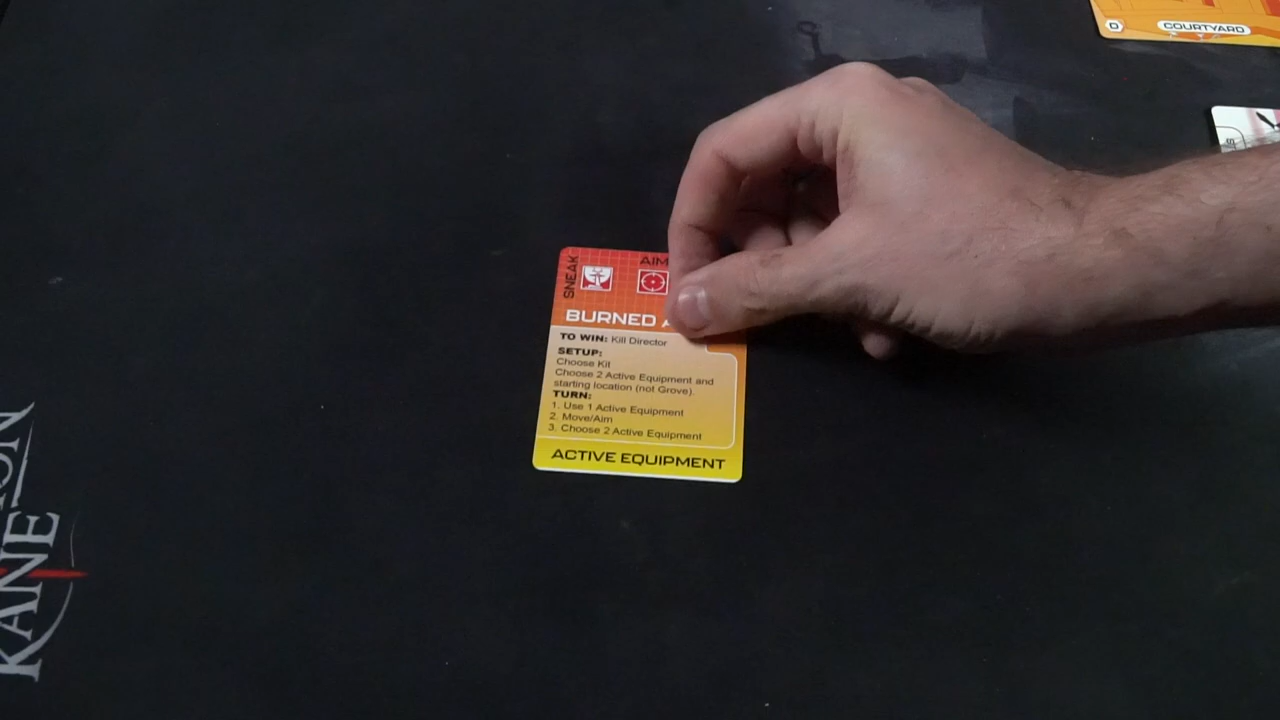 D COURTYARD
SNEAK
AIM
BURNED
TO WIN: Kill Director
SETUP:
Choose Kit
Choose 2 Active Equipment and
starting location (not Grove).
TURN:
1. Use 1 Active Equipment
2. Move/Aim
3. Choose 2 Active Equipment
ACTIVE EQUIPMENT
KANE